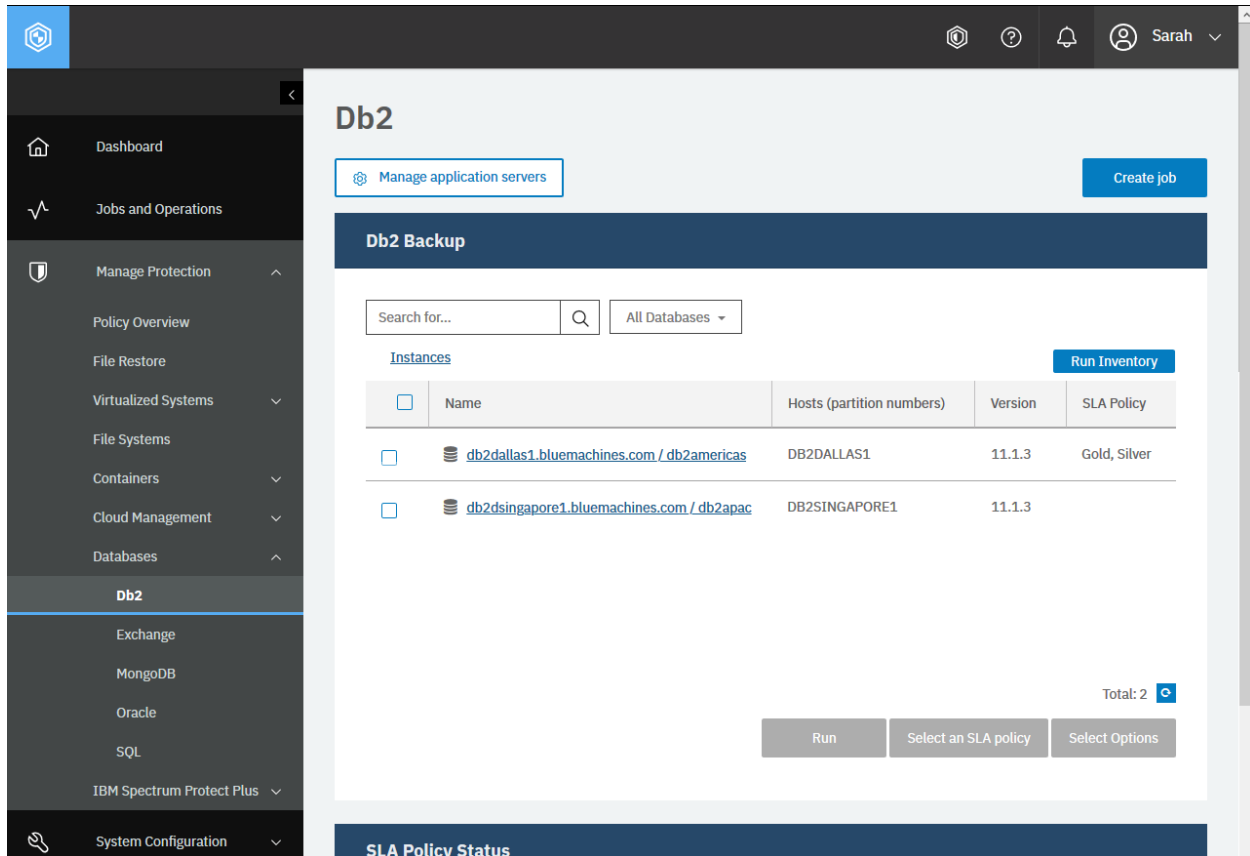 Sarah
Dashboard
Jobs and Operations
Manage Protection
Policy Overview
File Restore
Virtualized Systems
File Systems
Containers
Cloud Management
Databases
Db2
Exchange
MongoDB
Oracle
SQL
IBM Spectrum Protect Plus
System Configuration
Db2
Manage application servers
Create job
Db2 Backup
Search for...
All Databases
Instances
Run Inventory
Name Hosts (partition numbers) Version SLA Policy
db2dallas1.bluemachines.com / db2americas DB2DALLAS1 11.1.3 Gold, Silver
db2dsingapore1.bluemachines.com / db2apac DB2SINGAPORE1 11.1.3
Total: 2
Run Select an SLA policy Select Options
SLA Policy Status